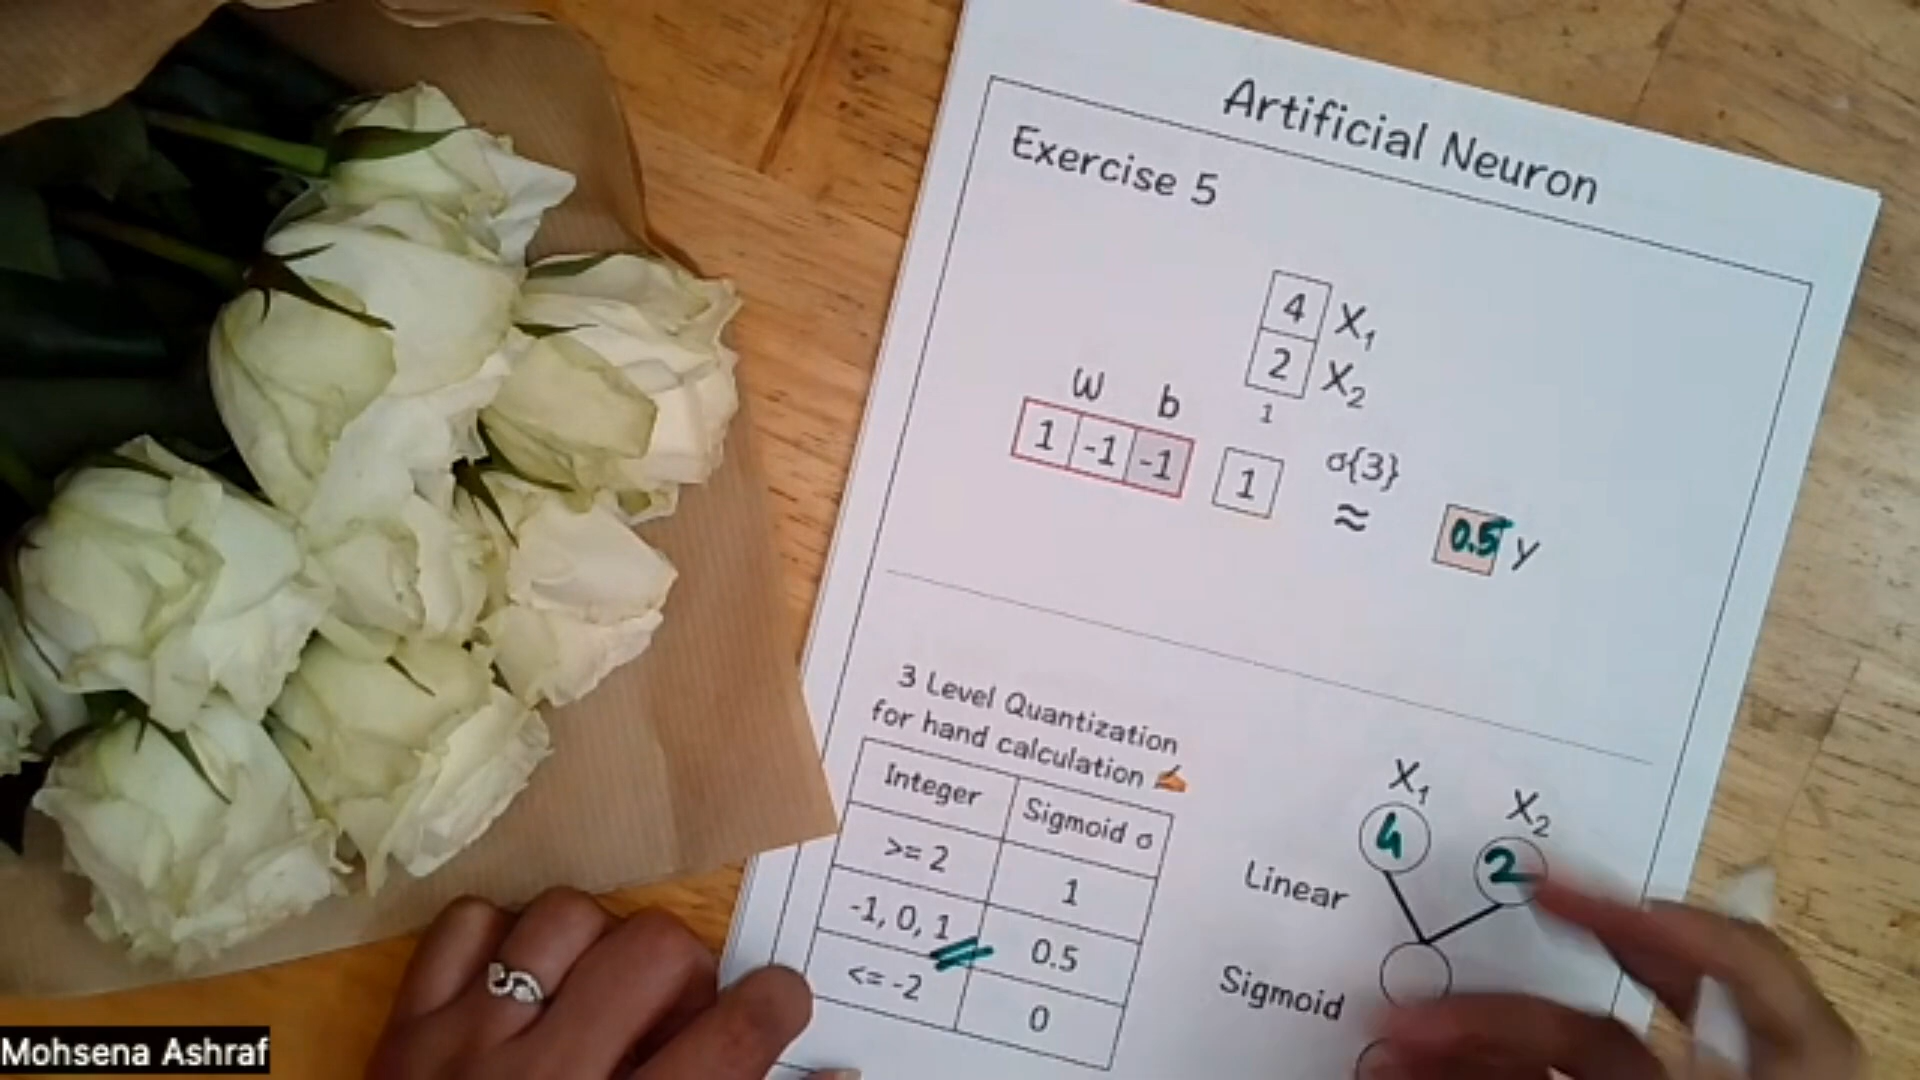 Artificial Neuron
Exercise 5
4 X₁
2 X₂
1
W b
1 -1 -1 1 σ{3} ≈ 0.5 Y
3 Level Quantization
for hand calculation ✍
Integer Sigmoid σ
>= 2 1
-1, 0, 1 0.5
<= -2 0
X₁ X₂
4 2
Linear
Sigmoid
Mohsena Ashraf